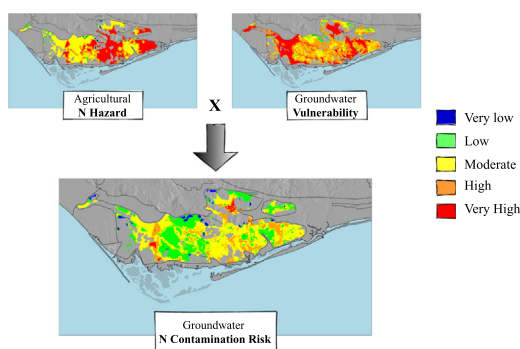 Agricultural
N Hazard
X
Groundwater
Vulnerability
Very low
Low
Moderate
High
Very High
Groundwater
N Contamination Risk